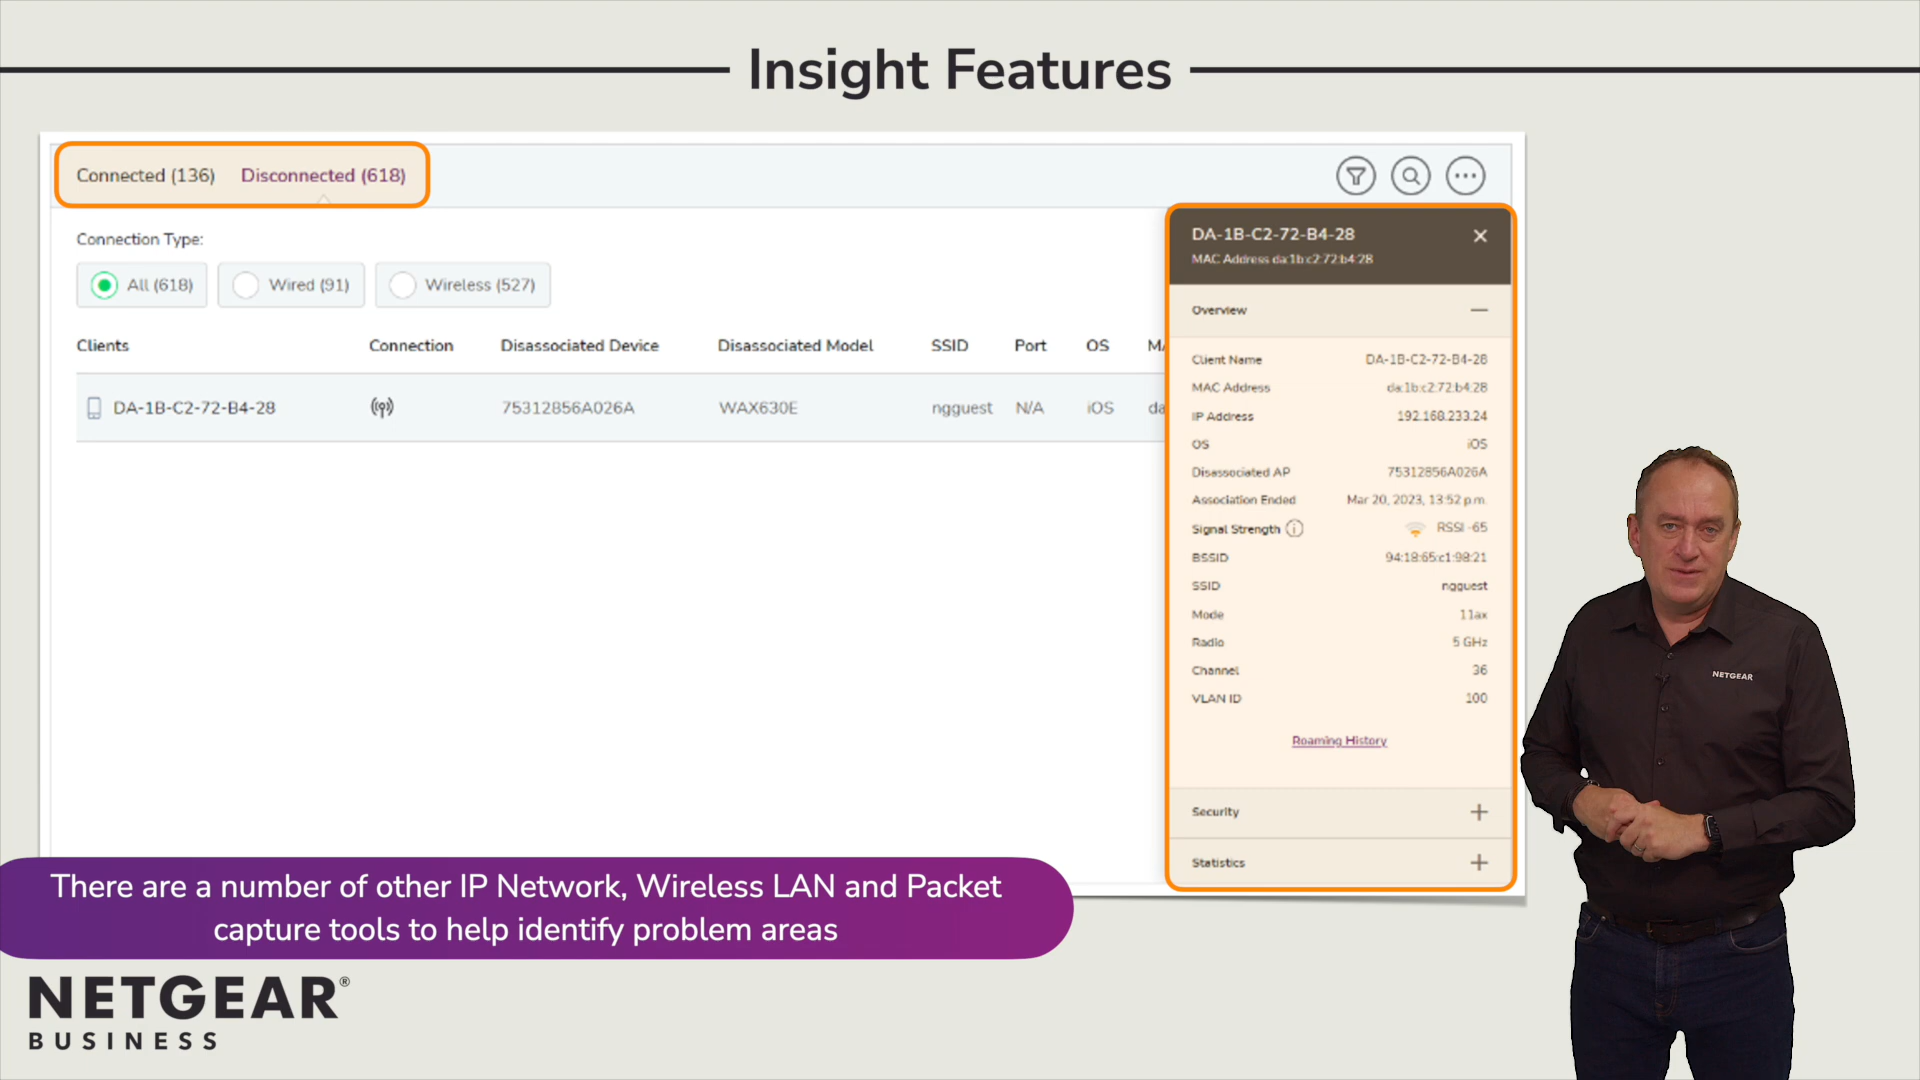 Insight Features
Connected (136) Disconnected (618)
Connection Type:
All (618) Wired (91) Wireless (527)
Clients Connection Disassociated Device Disassociated Model SSID Port OS
DA-1B-C2-72-B4-28 75312856A026A WAX630E ngguest N/A iOS da
DA-1B-C2-72-B4-28
MAC Address da:1b:c2:72:b4:28
Overview
Client Name DA-1B-C2-72-B4-28
MAC Address da:1b:c2:72:b4:28
IP Address 192.168.233.24
OS iOS
Disassociated AP 75312856A026A
Association Ended Mar 20, 2023, 13:52 p.m.
Signal Strength RSSI -65
BSSID 94:18:65:c1:98:21
SSID ngguest
Mode 11ax
Radio 5 GHz
Channel 36
VLAN ID 100
Roaming History
Security
Statistics
There are a number of other IP Network, Wireless LAN and Packet
capture tools to help identify problem areas
NETGEAR
NETGEAR®
BUSINESS